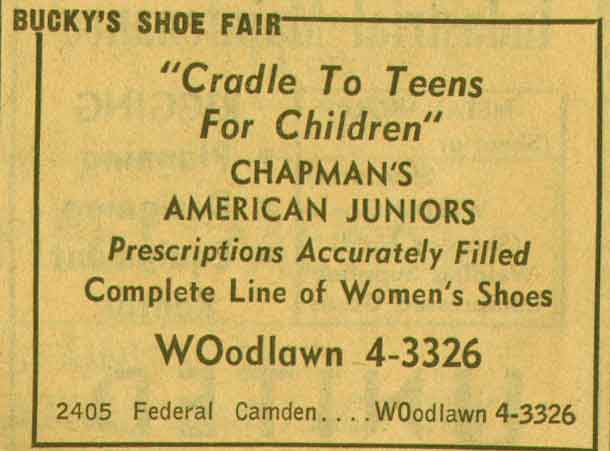 BUCKY'S SHOE FAIR
"Cradle To Teens
For Children"
CHAPMAN'S
AMERICAN JUNIORS
Prescriptions Accurately Filled
Complete Line of Women's Shoes
WOodlawn 4-3326
2405 Federal Camden....WOodlawn 4-3326